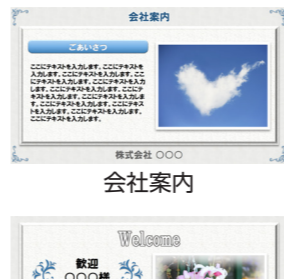 会社案内
ごあいさつ
ここにテキストを入力します。ここにテキストを
入力します。ここにテキストを入力します。ここ
にテキストを入力します。ここにテキストを入力
します。ここにテキストを入力します。ここにテ
キストを入力します。ここにテキストを入力しま
す。ここにテキストを入力します。ここにテキス
トを入力します。ここにテキストを入力します。
ここにテキストを入力します。
株式会社 〇〇〇
会社案内
Welcome
歓迎
〇〇〇様